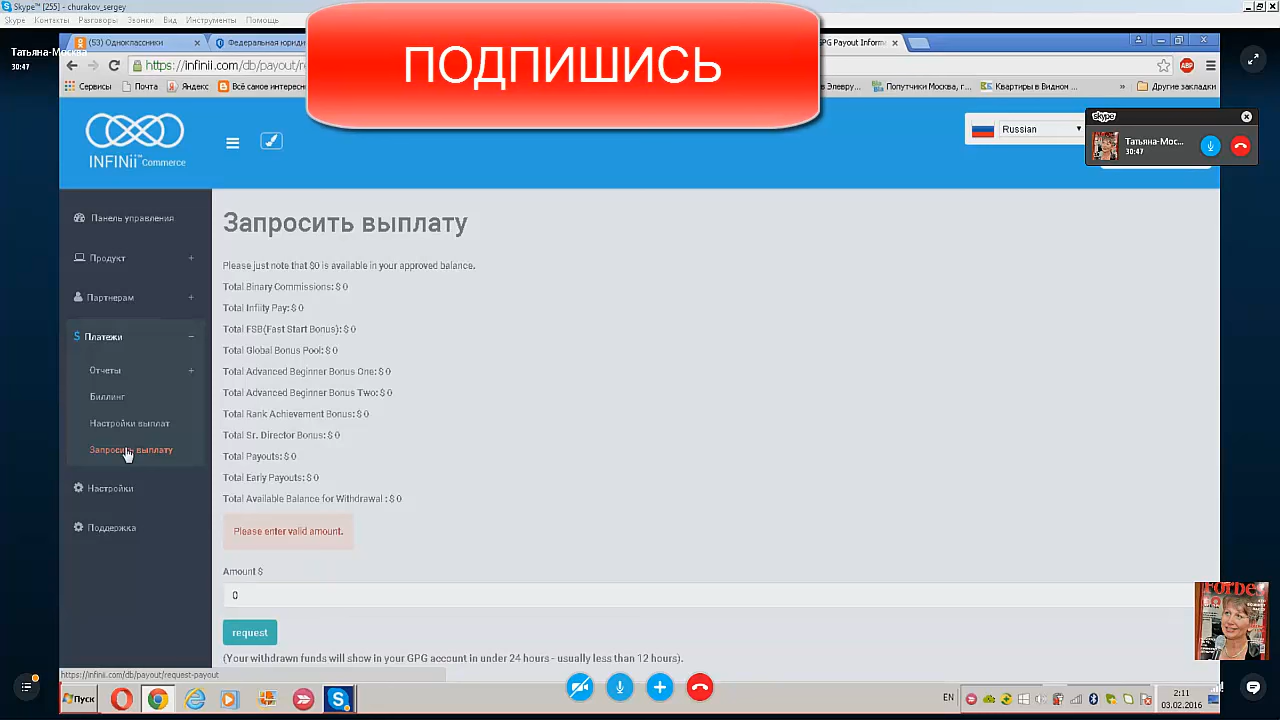 Skype™ [255] - churakov_sergey
Skype Контакты Разговоры Звонки Вид Инструменты Помощь
ПОДПИШИСЬ
Татьяна-Москва
30:47
(53) Одноклассники
Федеральная юриди
GPG Payout Inform
https://infinii.com/db/payout/r
Сервисы Почта Яндекс Всё самое интересн
Элевру... Попутчики Москва, г... Квартиры в Видном ... » Другие закладки
INFINii™ Commerce
Russian
skype
Татьяна-Мос...
30:47
Панель управления
Продукт +
Партнерам +
Платежи −
Отчеты +
Биллинг
Настройки выплат
Запросить выплату
Настройки
Поддержка
Запросить выплату
Please just note that $0 is available in your approved balance.
Total Binary Commissions: $ 0
Total Infiity Pay: $ 0
Total FSB(Fast Start Bonus): $ 0
Total Global Bonus Pool: $ 0
Total Advanced Beginner Bonus One: $ 0
Total Advanced Beginner Bonus Two: $ 0
Total Rank Achievement Bonus: $ 0
Total Sr. Director Bonus: $ 0
Total Payouts: $ 0
Total Early Payouts: $ 0
Total Available Balance for Withdrawal : $ 0
Please enter valid amount.
Amount $
0
request
(Your withdrawn funds will show in your GPG account in under 24 hours - usually less than 12 hours).
Forbes
https://infinii.com/db/payout/request-payout
Пуск
EN
2:11
03.02.2016